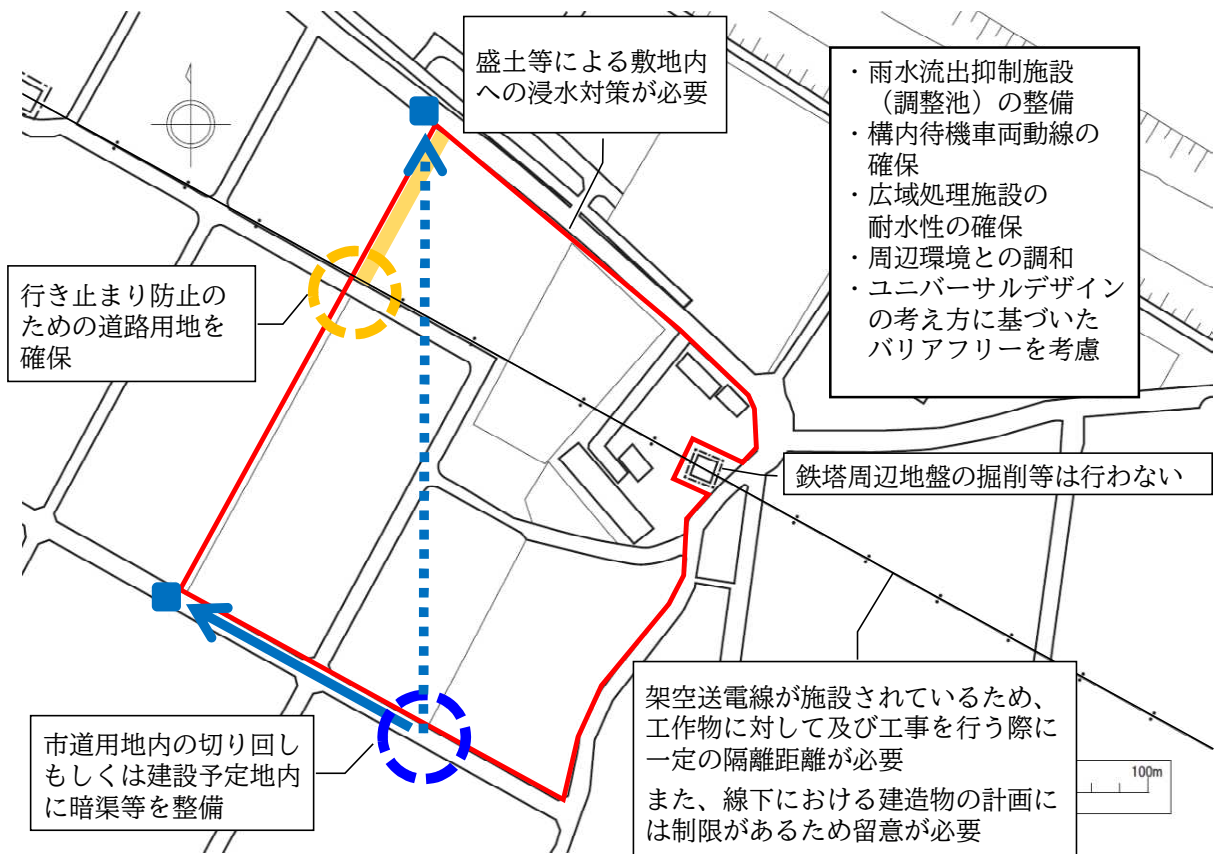 盛土等による敷地内
への浸水対策が必要
・雨水流出抑制施設
（調整池）の整備
・構内待機車両動線の
確保
・広域処理施設の
耐水性の確保
・周辺環境との調和
・ユニバーサルデザイン
の考え方に基づいた
バリアフリーを考慮
行き止まり防止の
ための道路用地を
確保
鉄塔周辺地盤の掘削等は行わない
市道用地内の切り回し
もしくは建設予定地内
に暗渠等を整備
架空送電線が施設されているため、
工作物に対して及び工事を行う際に
一定の隔離距離が必要
また、線下における建造物の計画に
は制限があるため留意が必要
100m